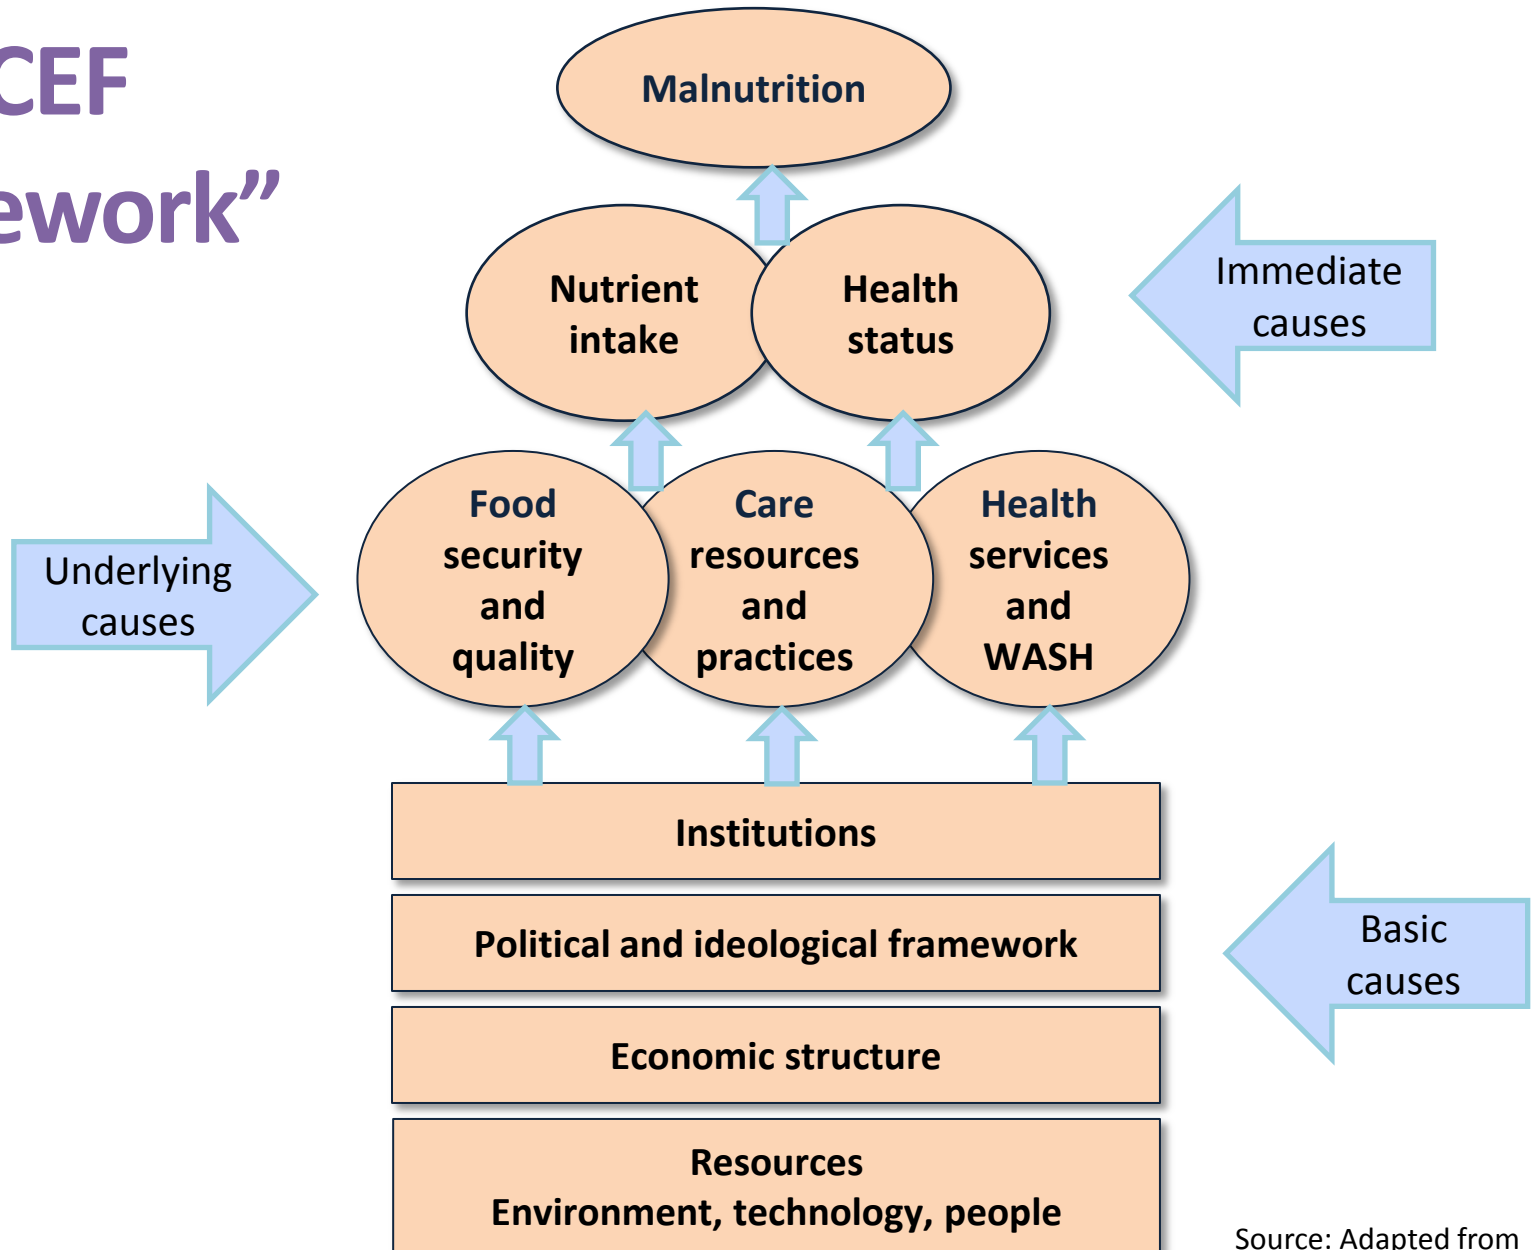 CEF
ework”
Malnutrition
Nutrient
intake
Health
status
Immediate
causes
Underlying
causes
Food
security
and
quality
Care
resources
and
practices
Health
services
and
WASH
Institutions
Political and ideological framework
Basic
causes
Economic structure
Resources
Environment, technology, people
Source: Adapted from